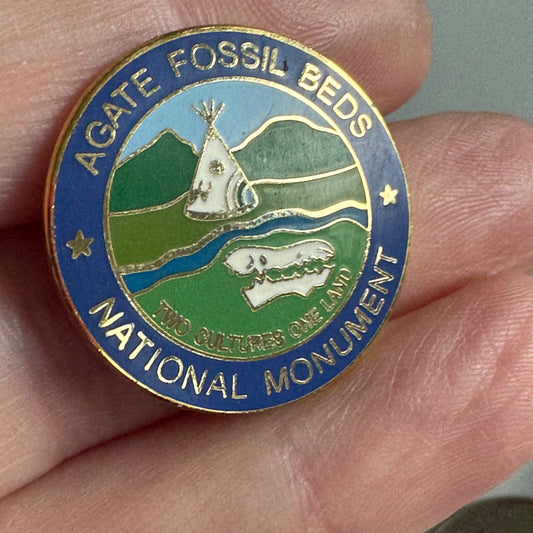 AGATE FOSSIL BEDS
TWO CULTURES ONE LAND
NATIONAL MONUMENT